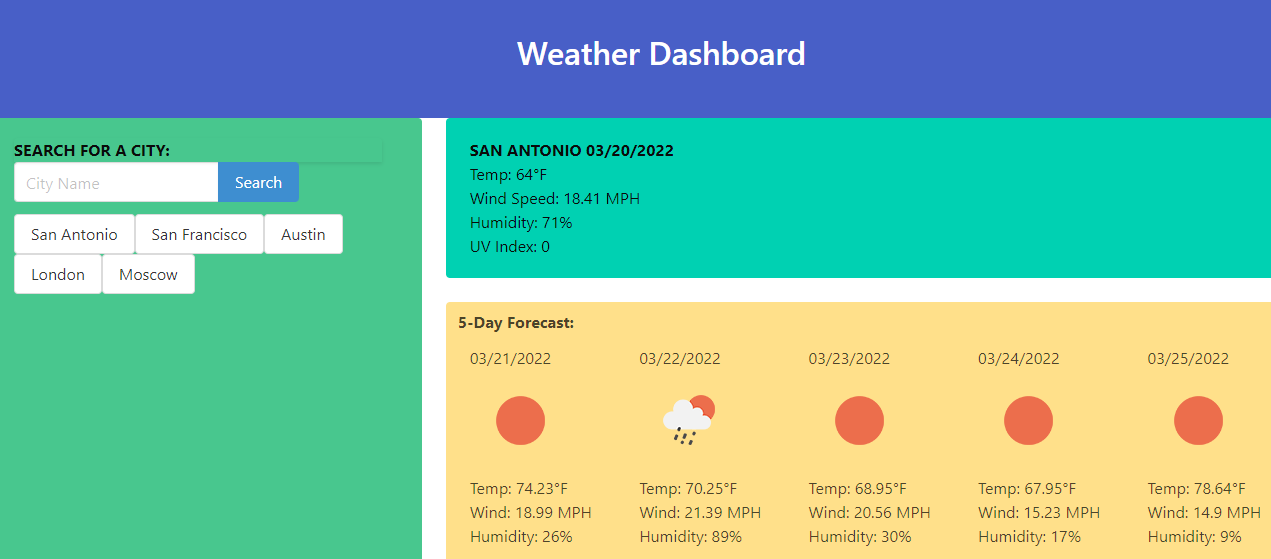 Weather Dashboard
SEARCH FOR A CITY:
City Name
Search
San Antonio
San Francisco
Austin
London
Moscow
SAN ANTONIO 03/20/2022
Temp: 64°F
Wind Speed: 18.41 MPH
Humidity: 71%
UV Index: 0
5-Day Forecast:
03/21/2022
Temp: 74.23°F
Wind: 18.99 MPH
Humidity: 26%
03/22/2022
Temp: 70.25°F
Wind: 21.39 MPH
Humidity: 89%
03/23/2022
Temp: 68.95°F
Wind: 20.56 MPH
Humidity: 30%
03/24/2022
Temp: 67.95°F
Wind: 15.23 MPH
Humidity: 17%
03/25/2022
Temp: 78.64°F
Wind: 14.9 MPH
Humidity: 9%